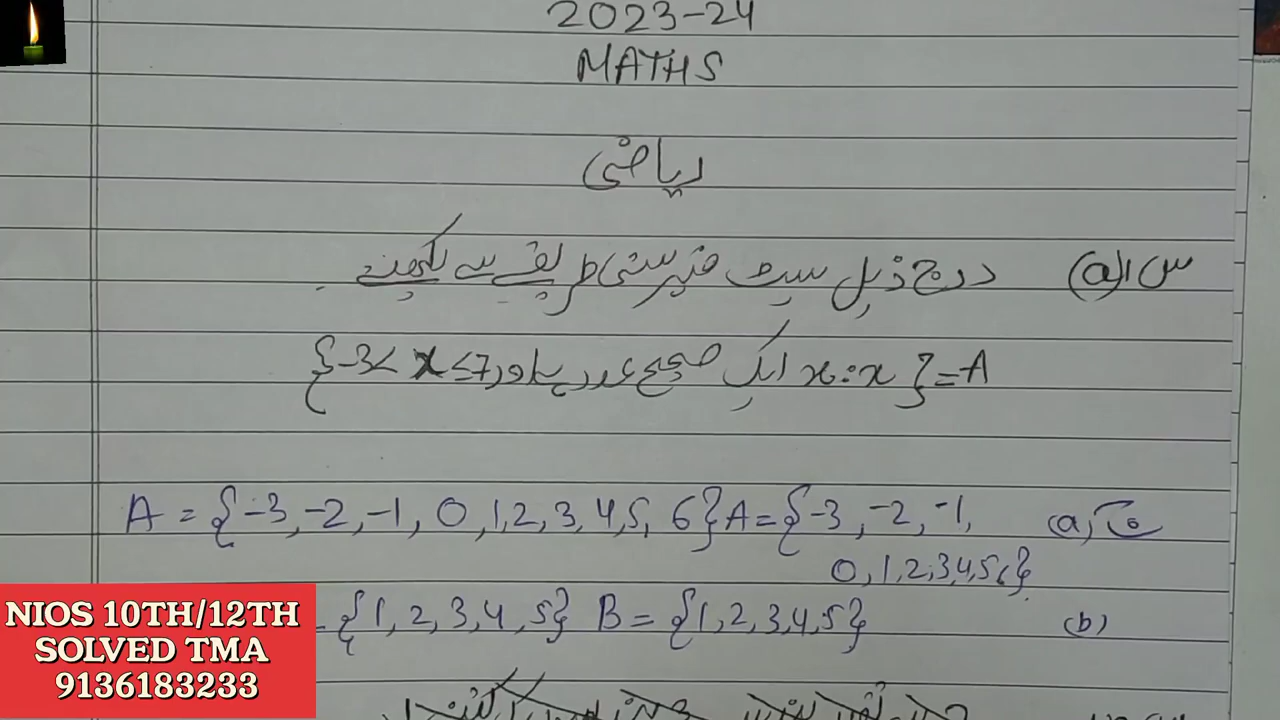 2023-24
MATHS
ریاضی
س1(a) درج ذیل سیٹ فہرستی طریقے سے لکھئے
A={x:x ایک صحیح عدد ہے اور -3< x≤7}
A = {-3, -2, -1, 0, 1, 2, 3, 4, 5, 6} A = {-3, -2, -1,
0, 1, 2, 3, 4, 5, 6}
(a) ج
= {1, 2, 3, 4, 5} B = {1, 2, 3, 4, 5}
(b)
NIOS 10TH/12TH
SOLVED TMA
9136183233